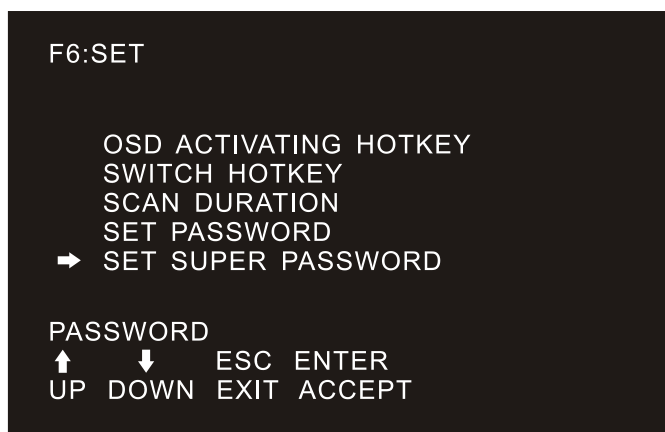 F6:SET
OSD ACTIVATING HOTKEY
SWITCH HOTKEY
SCAN DURATION
SET PASSWORD
➡ SET SUPER PASSWORD
PASSWORD
⬆ ⬇ ESC ENTER
UP DOWN EXIT ACCEPT